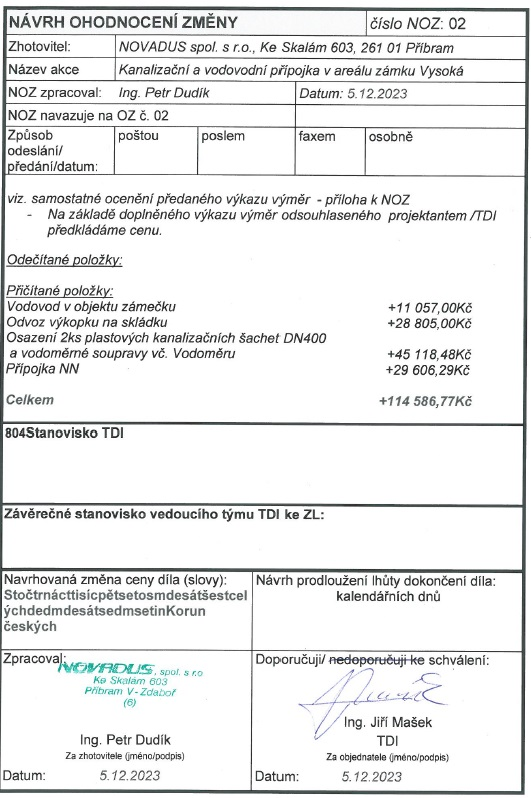 NÁVRH OHODNOCENÍ ZMĚNY číslo NOZ: 02
Zhotovitel: NOVADUS spol. s r.o., Ke Skalám 603, 261 01 Příbram
Název akce Kanalizační a vodovodní přípojka v areálu zámku Vysoká
NOZ zpracoval: Ing. Petr Dudík Datum: 5.12.2023
NOZ navazuje na OZ č. 02
Způsob poštou poslem faxem osobně
odeslání/
předání/datum:
viz. samostatné ocenění předaného výkazu výměr - příloha k NOZ
- Na základě doplněného výkazu výměr odsouhlaseného projektantem /TDI
předkládáme cenu.
Odečítané položky:
Přičítané položky:
Vodovod v objektu zámečku +11 057,00Kč
Odvoz výkopku na skládku +28 805,00Kč
Osazení 2ks plastových kanalizačních šachet DN400
a vodoměrné soupravy vč. Vodoměru +45 118,48Kč
Přípojka NN +29 606,29Kč
Celkem +114 586,77Kč
804Stanovisko TDI
Závěrečné stanovisko vedoucího týmu TDI ke ZL:
Navrhovaná změna ceny díla (slovy): Návrh prodloužení lhůty dokončení díla:
Stočtrnácttisícpětsetosmdesátšestcel kalendářních dnů
ýchdedmdesátsedmsetinKorun
českých
Zpracoval: Doporučuji/ nedoporučuji ke schválení:
NOVADUS, spol. s r.o
Ke Skalám 603
Příbram V - Zdaboř
(6)
Ing. Jiří Mašek
Ing. Petr Dudík TDI
Za zhotovitele (jméno/podpis) Za objednatele (jméno/podpis)
Datum: 5.12.2023 Datum: 5.12.2023